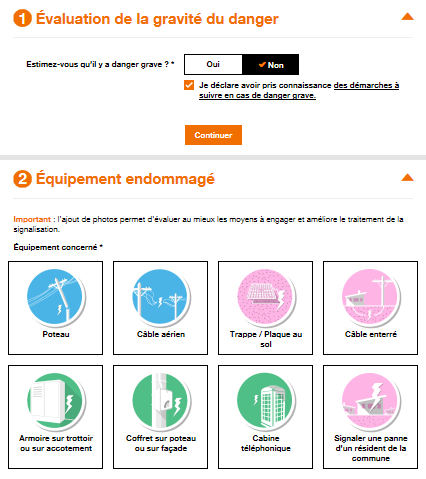 1 Évaluation de la gravité du danger
Estimez-vous qu'il y a danger grave ? * Oui Non
Je déclare avoir pris connaissance des démarches à
suivre en cas de danger grave.
Continuer
2 Équipement endommagé
Important : l'ajout de photos permet d'évaluer au mieux les moyens à engager et améliore le traitement de la
signalisation.
Équipement concerné *
Poteau
Câble aérien
Trappe / Plaque au
sol
Câble enterré
Armoire sur trottoir
ou sur accotement
Coffret sur poteau
ou sur façade
Cabine
téléphonique
Signaler une panne
d'un résident de la
commune